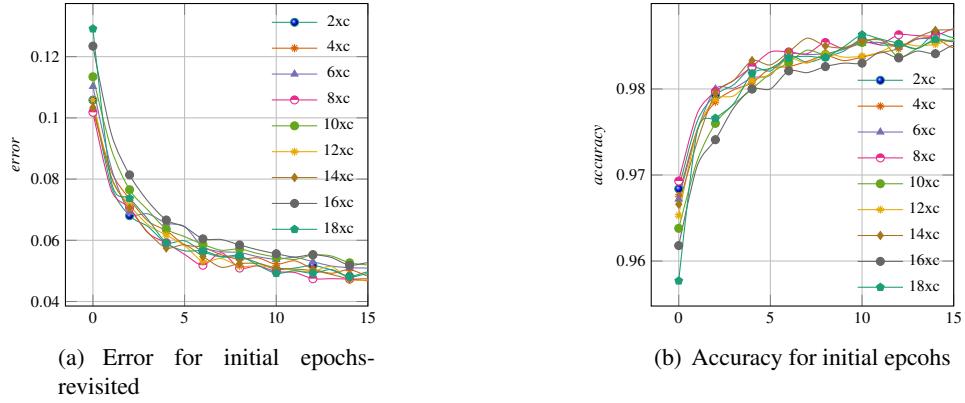 0.12
0.1
0.08
0.06
0.04
error
0
5
10
15
2xc
4xc
6xc
8xc
10xc
12xc
14xc
16xc
18xc
(a) Error for initial epochs-
revisited
0.98
0.97
0.96
accuracy
0
5
10
15
2xc
4xc
6xc
8xc
10xc
12xc
14xc
16xc
18xc
(b) Accuracy for initial epcohs